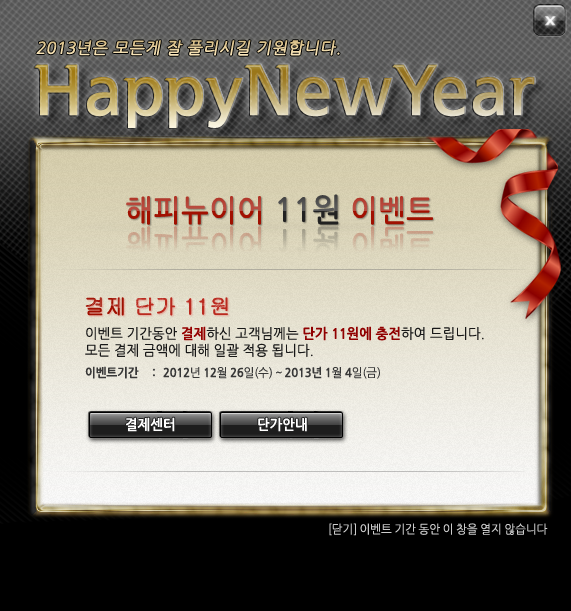 x
2013년은 모든게 잘 풀리시길 기원합니다.
HappyNewYear
해피뉴이어 11원 이벤트
결제 단가 11원
이벤트 기간동안 결제하신 고객님께는 단가 11원에 충전하여 드립니다.
모든 결제 금액에 대해 일괄 적용 됩니다.
이벤트기간 : 2012년 12월 26일(수) ~ 2013년 1월 4일(금)
결제센터 단가안내
[닫기] 이벤트 기간 동안 이 창을 열지 않습니다